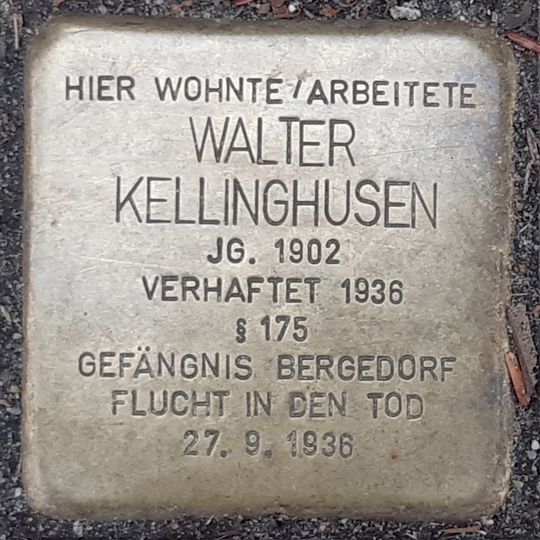 HIER WOHNTE/ARBEITETE
WALTER
KELLINGHUSEN
JG. 1902
VERHAFTET 1936
§ 175
GEFÄNGNIS BERGEDORF
FLUCHT IN DEN TOD
27. 9. 1936